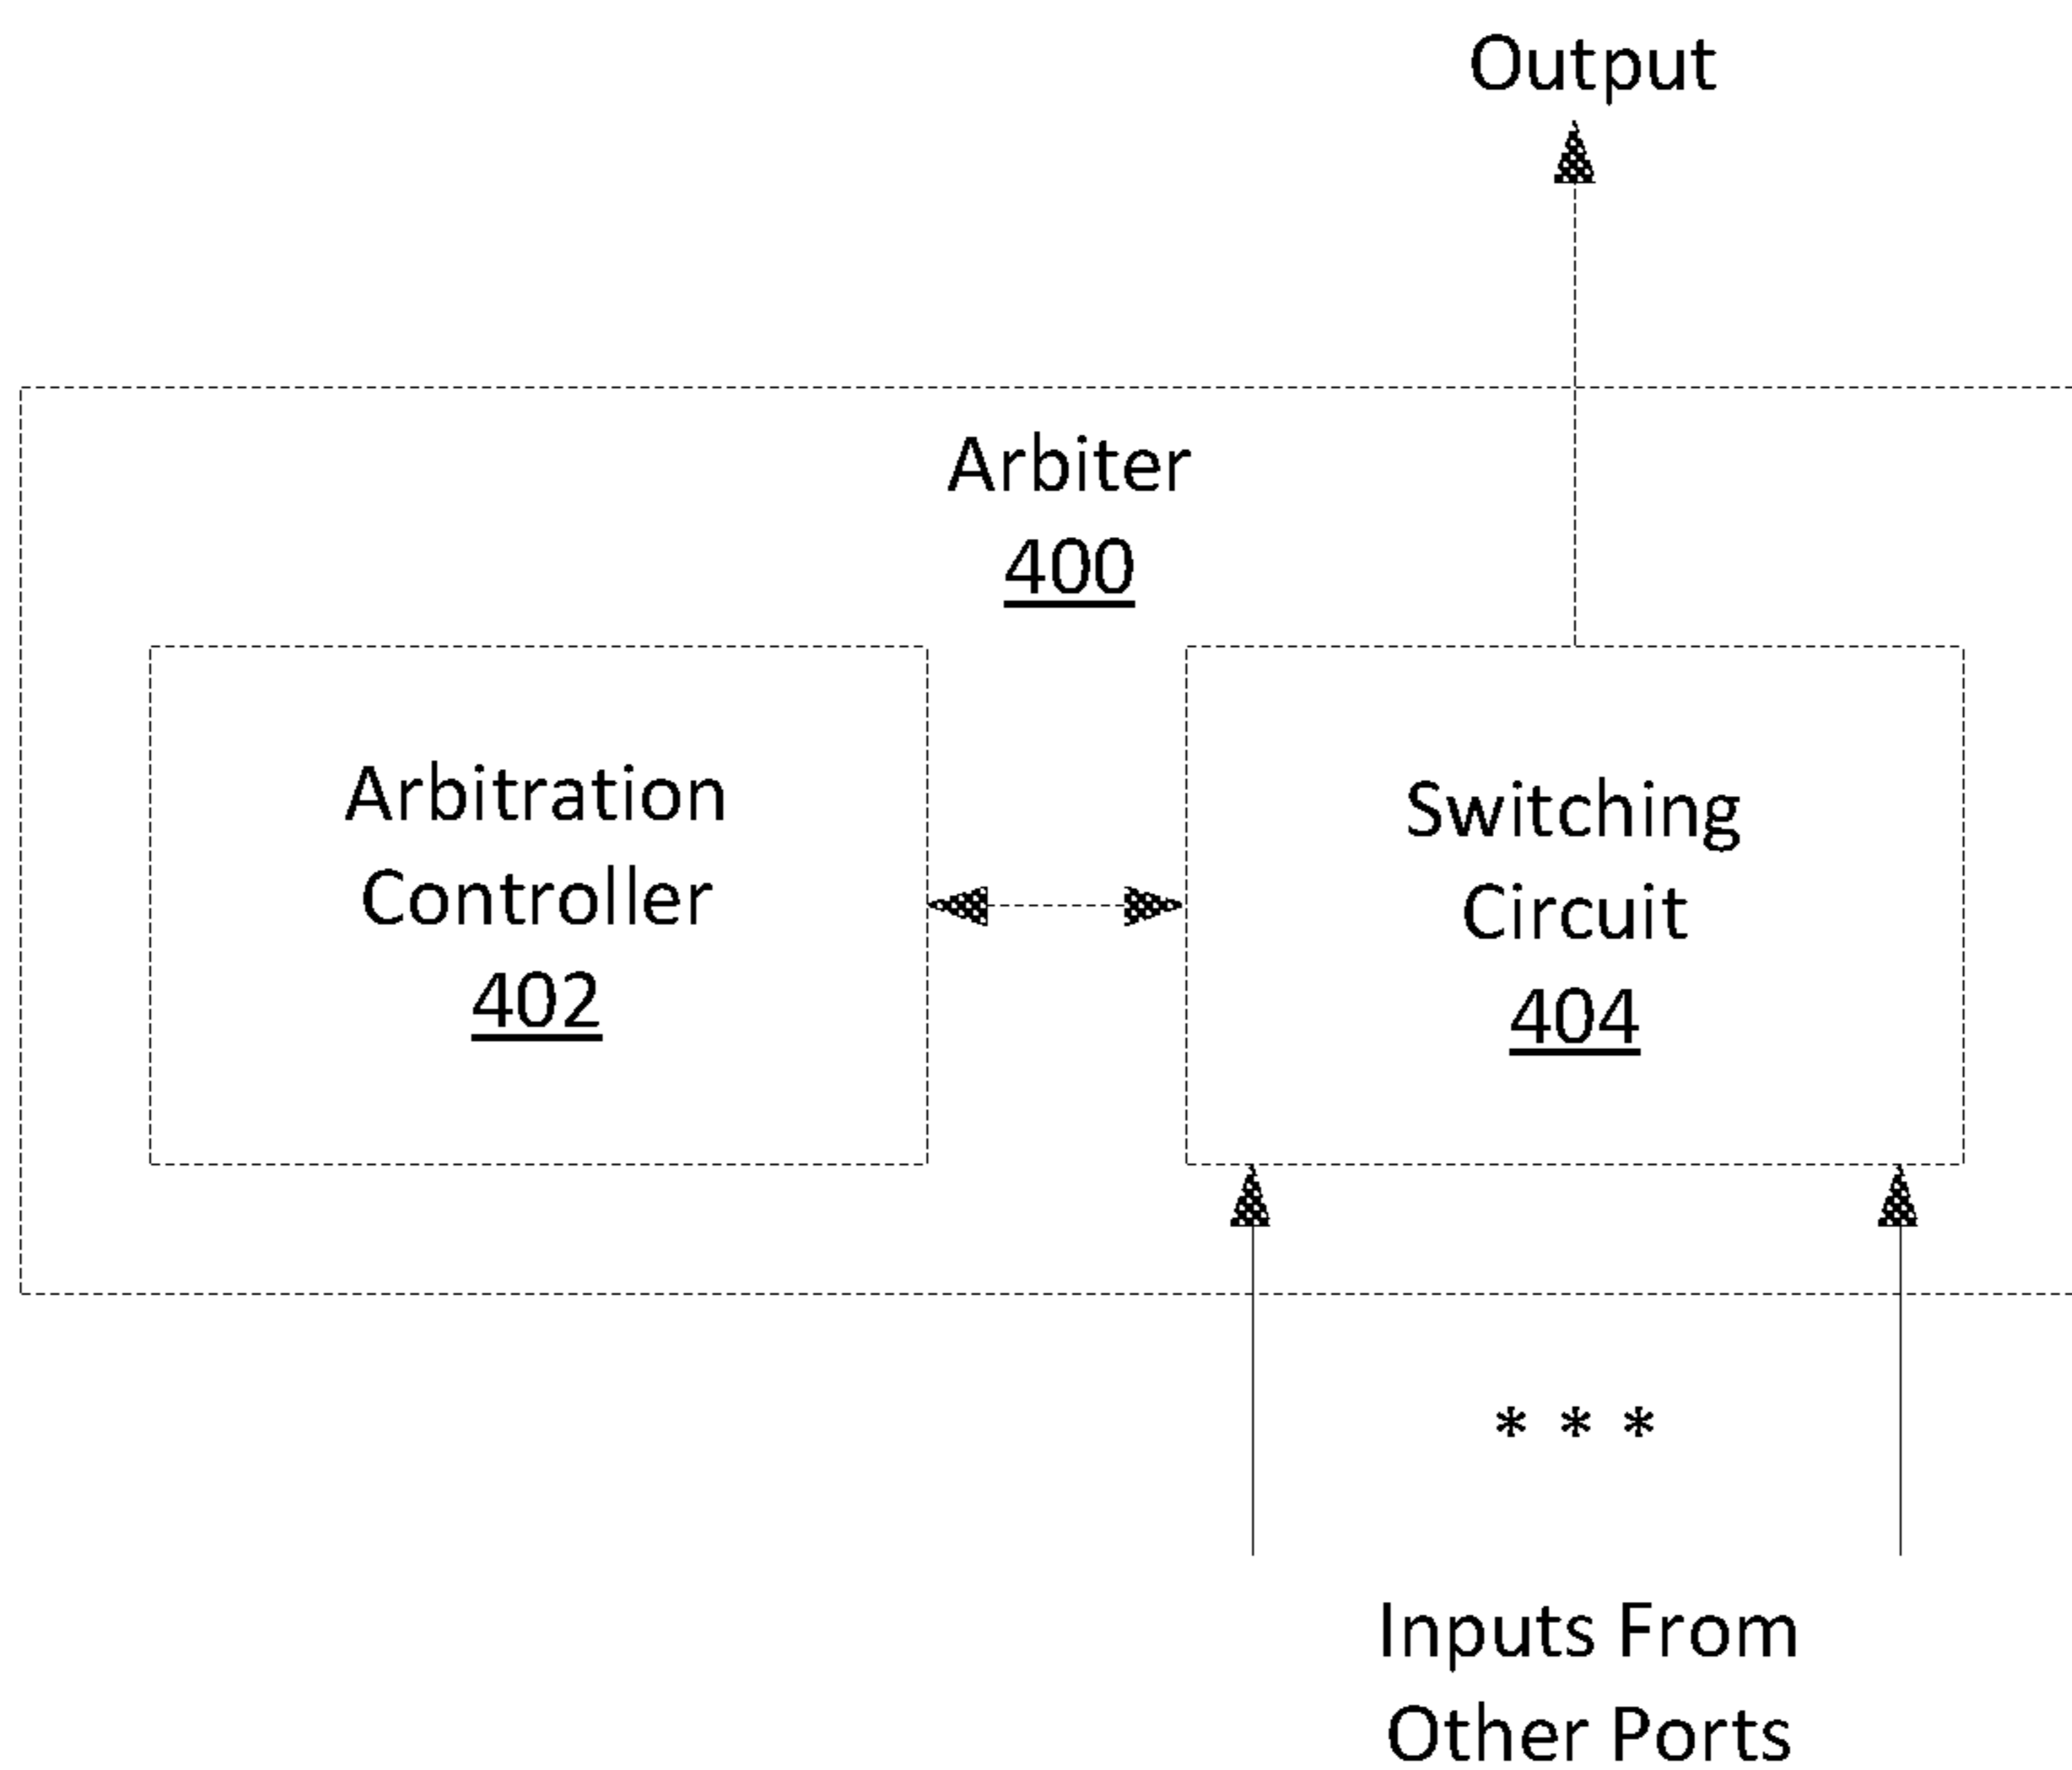 Output
Arbiter
400
Arbitration
Controller
402
Switching
Circuit
404
* * *
Inputs From
Other Ports